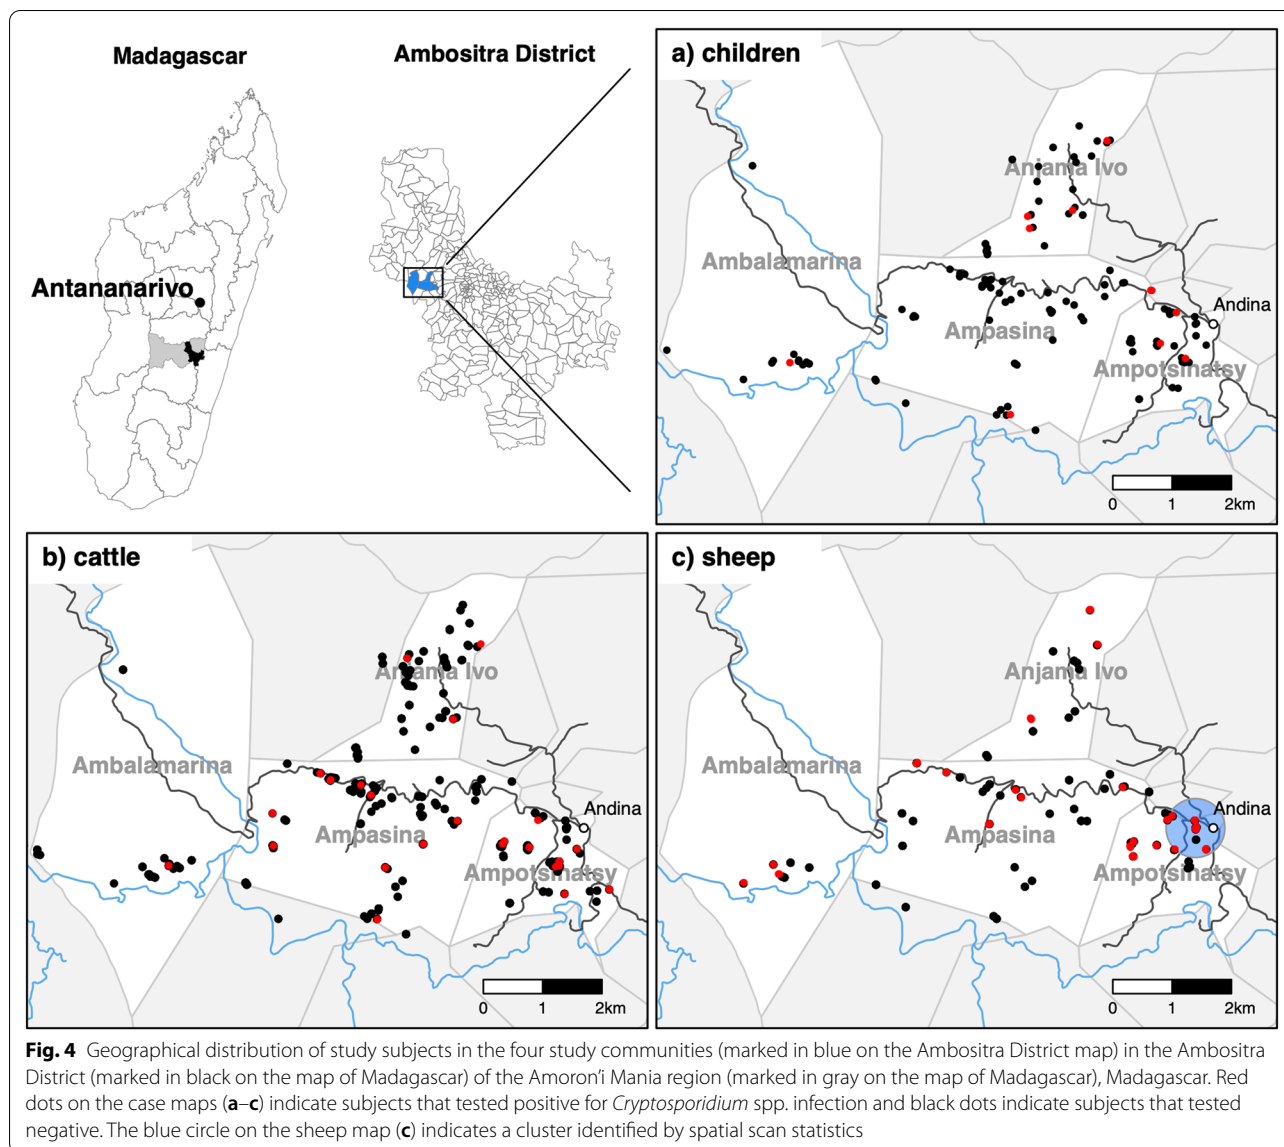 Madagascar
Ambositra District
Antananarivo
a) children
Anjama Ivo
Ambalamarina
Andina
Ampasina
Ampotsinatsy
0 1 2km
b) cattle
Anjama Ivo
Ambalamarina
Andina
Ampasina
Ampotsinatsy
0 1 2km
c) sheep
Anjama Ivo
Ambalamarina
Andina
Ampasina
Ampotsinatsy
0 1 2km
Fig. 4 Geographical distribution of study subjects in the four study communities (marked in blue on the Ambositra District map) in the Ambositra
District (marked in black on the map of Madagascar) of the Amoron’i Mania region (marked in gray on the map of Madagascar), Madagascar. Red
dots on the case maps (a–c) indicate subjects that tested positive for Cryptosporidium spp. infection and black dots indicate subjects that tested
negative. The blue circle on the sheep map (c) indicates a cluster identified by spatial scan statistics